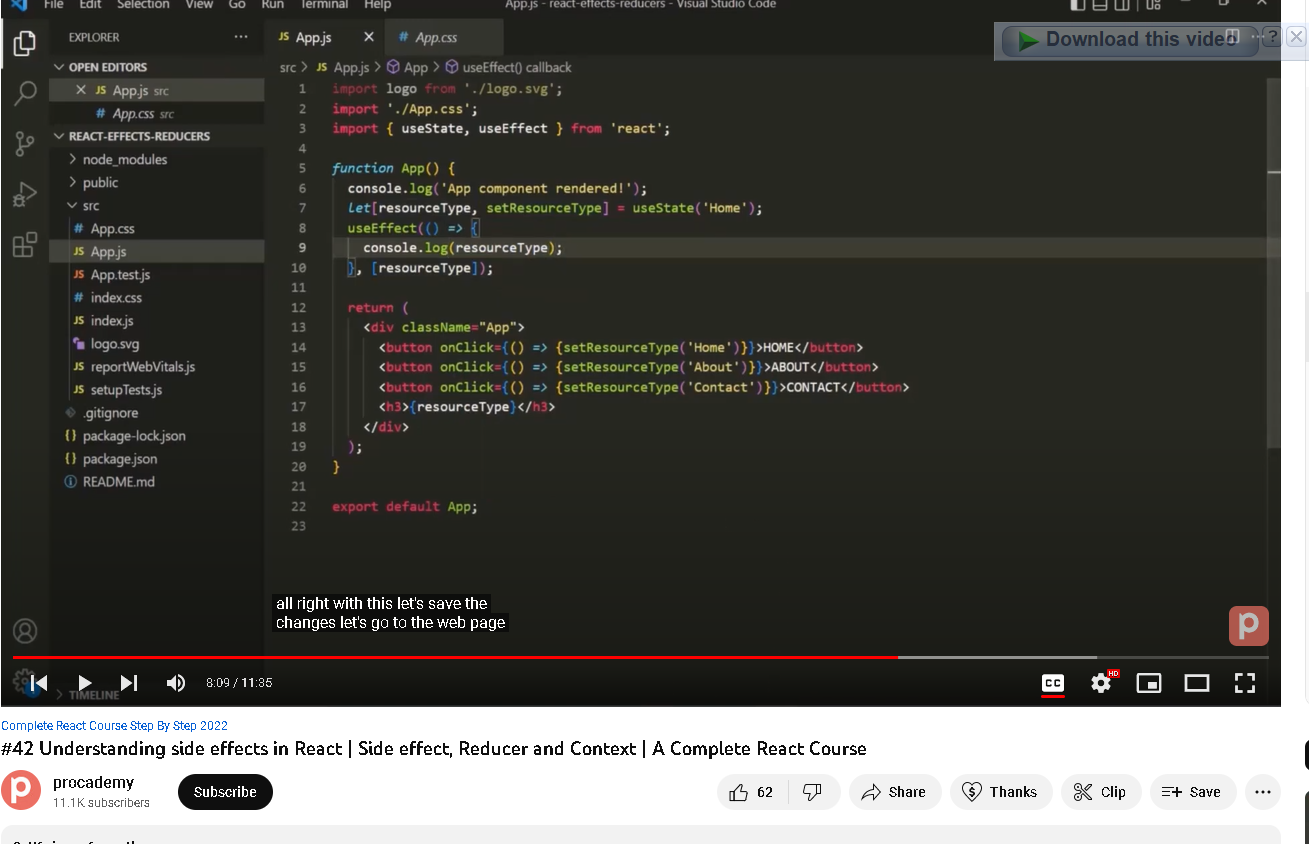 File Edit Selection View Go Run Terminal Help App.js - react-effects-reducers - Visual Studio Code
EXPLORER
OPEN EDITORS
JS App.js src
# App.css src
REACT-EFFECTS-REDUCERS
node_modules
public
src
# App.css
JS App.js
JS App.test.js
# index.css
JS index.js
logo.svg
JS reportWebVitals.js
JS setupTests.js
.gitignore
{} package-lock.json
{} package.json
README.md
TIMELINE
JS App.js # App.css
Download this video ?
src > JS App.js > App > useEffect() callback
1 import logo from './logo.svg';
2 import './App.css';
3 import { useState, useEffect } from 'react';
4
5 function App() {
6 console.log('App component rendered!');
7 let[resourceType, setResourceType] = useState('Home');
8 useEffect(() => {
9 console.log(resourceType);
10 }, [resourceType]);
11
12 return (
13 <div className="App">
14 <button onClick={() => {setResourceType('Home')}}>HOME</button>
15 <button onClick={() => {setResourceType('About')}}>ABOUT</button>
16 <button onClick={() => {setResourceType('Contact')}}>CONTACT</button>
17 <h3>{resourceType}</h3>
18 </div>
19 );
20 }
21
22 export default App;
23
all right with this let's save the
changes let's go to the web page
p
8:09 / 11:35
CC HD
Complete React Course Step By Step 2022
#42 Understanding side effects in React | Side effect, Reducer and Context | A Complete React Course
p
procademy
11.1K subscribers
Subscribe
62 Share Thanks Clip Save